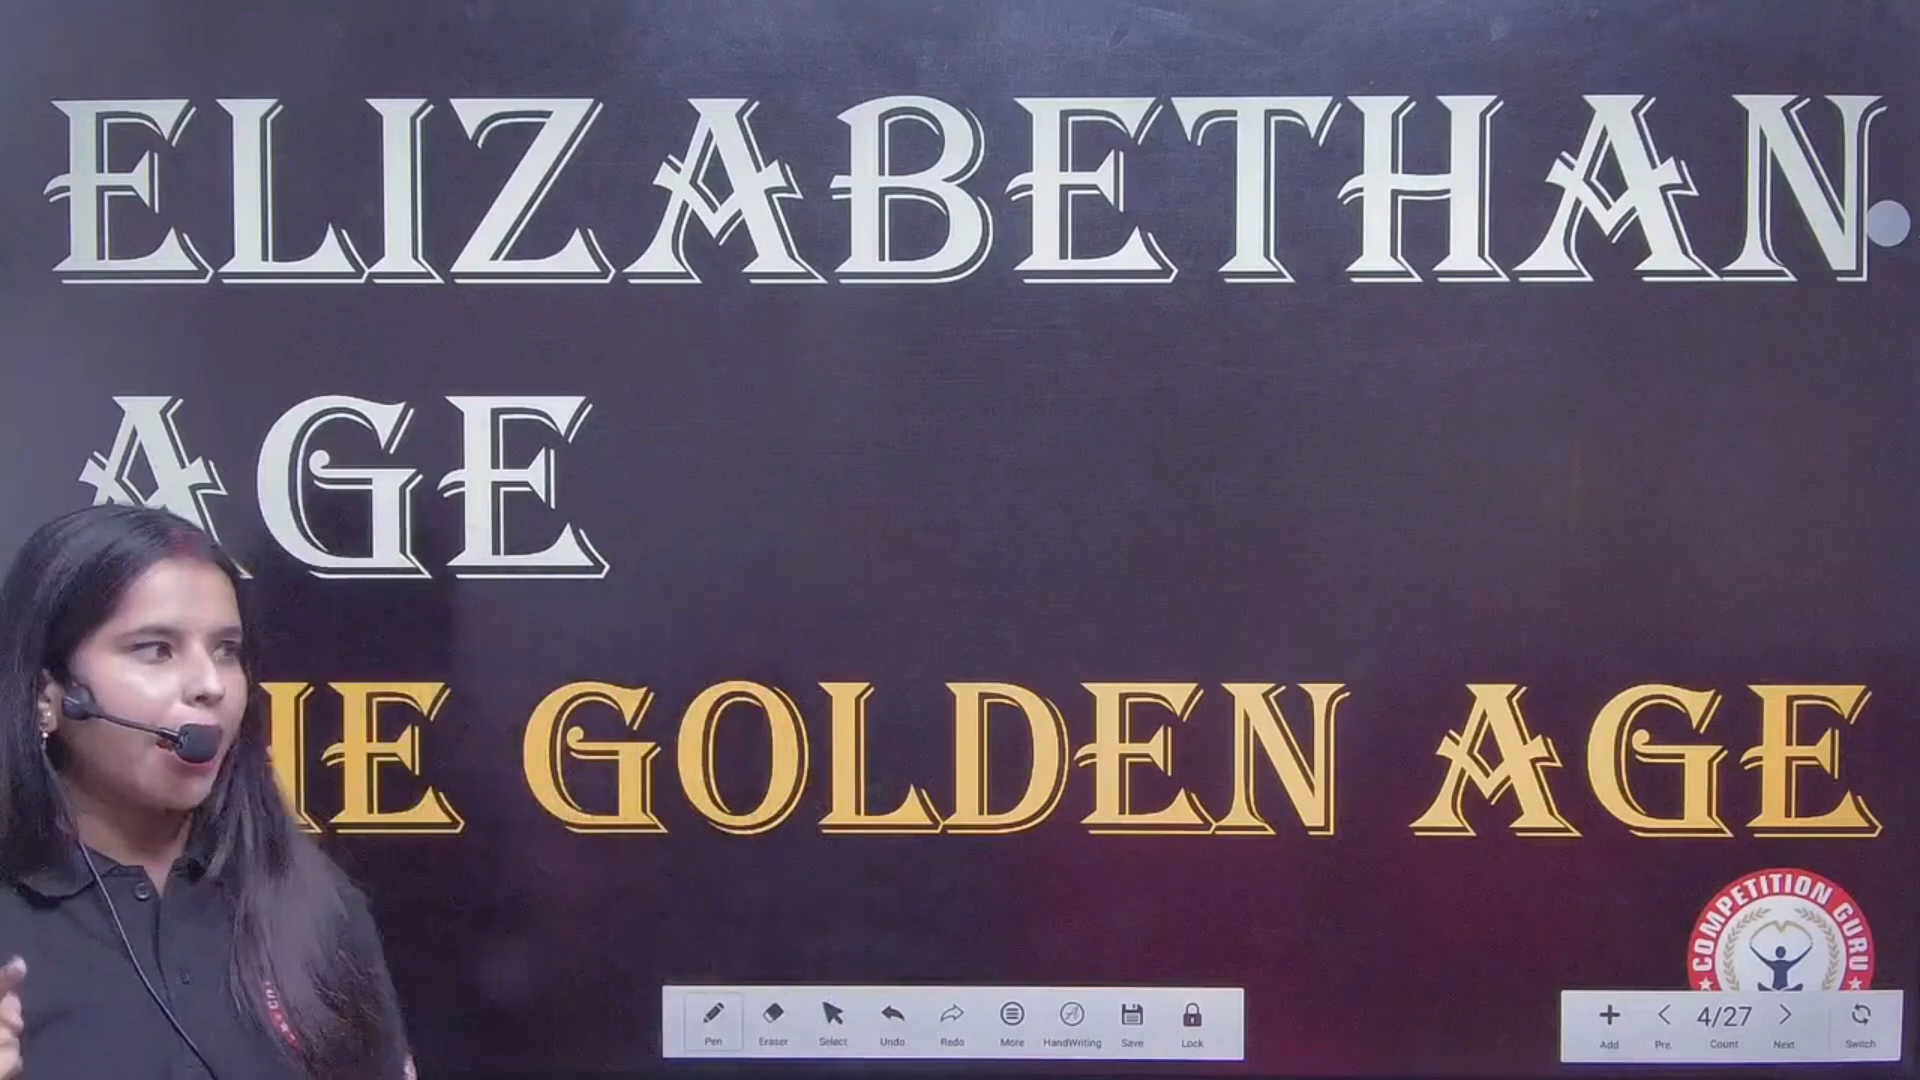 ELIZABETHAN
AGE
GOLDEN AGE
COMPETITION GURU
Pen Eraser Select Undo Redo More HandWriting Save Lock
4/27
Add Pre Count Next Switch